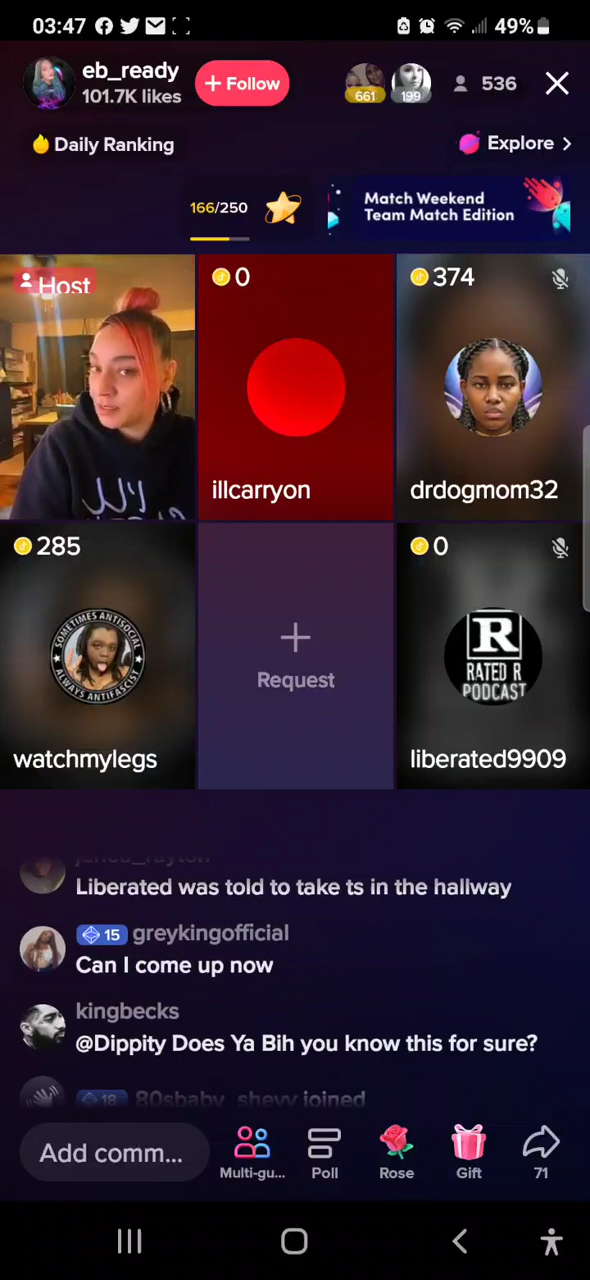 03:47
49%
eb_ready
101.7K likes
+ Follow
661
199
536
Daily Ranking
Explore >
166/250
Match Weekend
Team Match Edition
Host
0
374
illcarryon
drdogmom32
285
0
SOMETIMES ANTISOCIAL
ALWAYS ANTIFASCIST
R
RATED R
PODCAST
Request
watchmylegs
liberated9909
Liberated was told to take ts in the hallway
15 greykingofficial
Can I come up now
kingbecks
@Dippity Does Ya Bih you know this for sure?
18 80sbaby_shevy joined
Add comm...
Multi-gu...
Poll
Rose
Gift
71